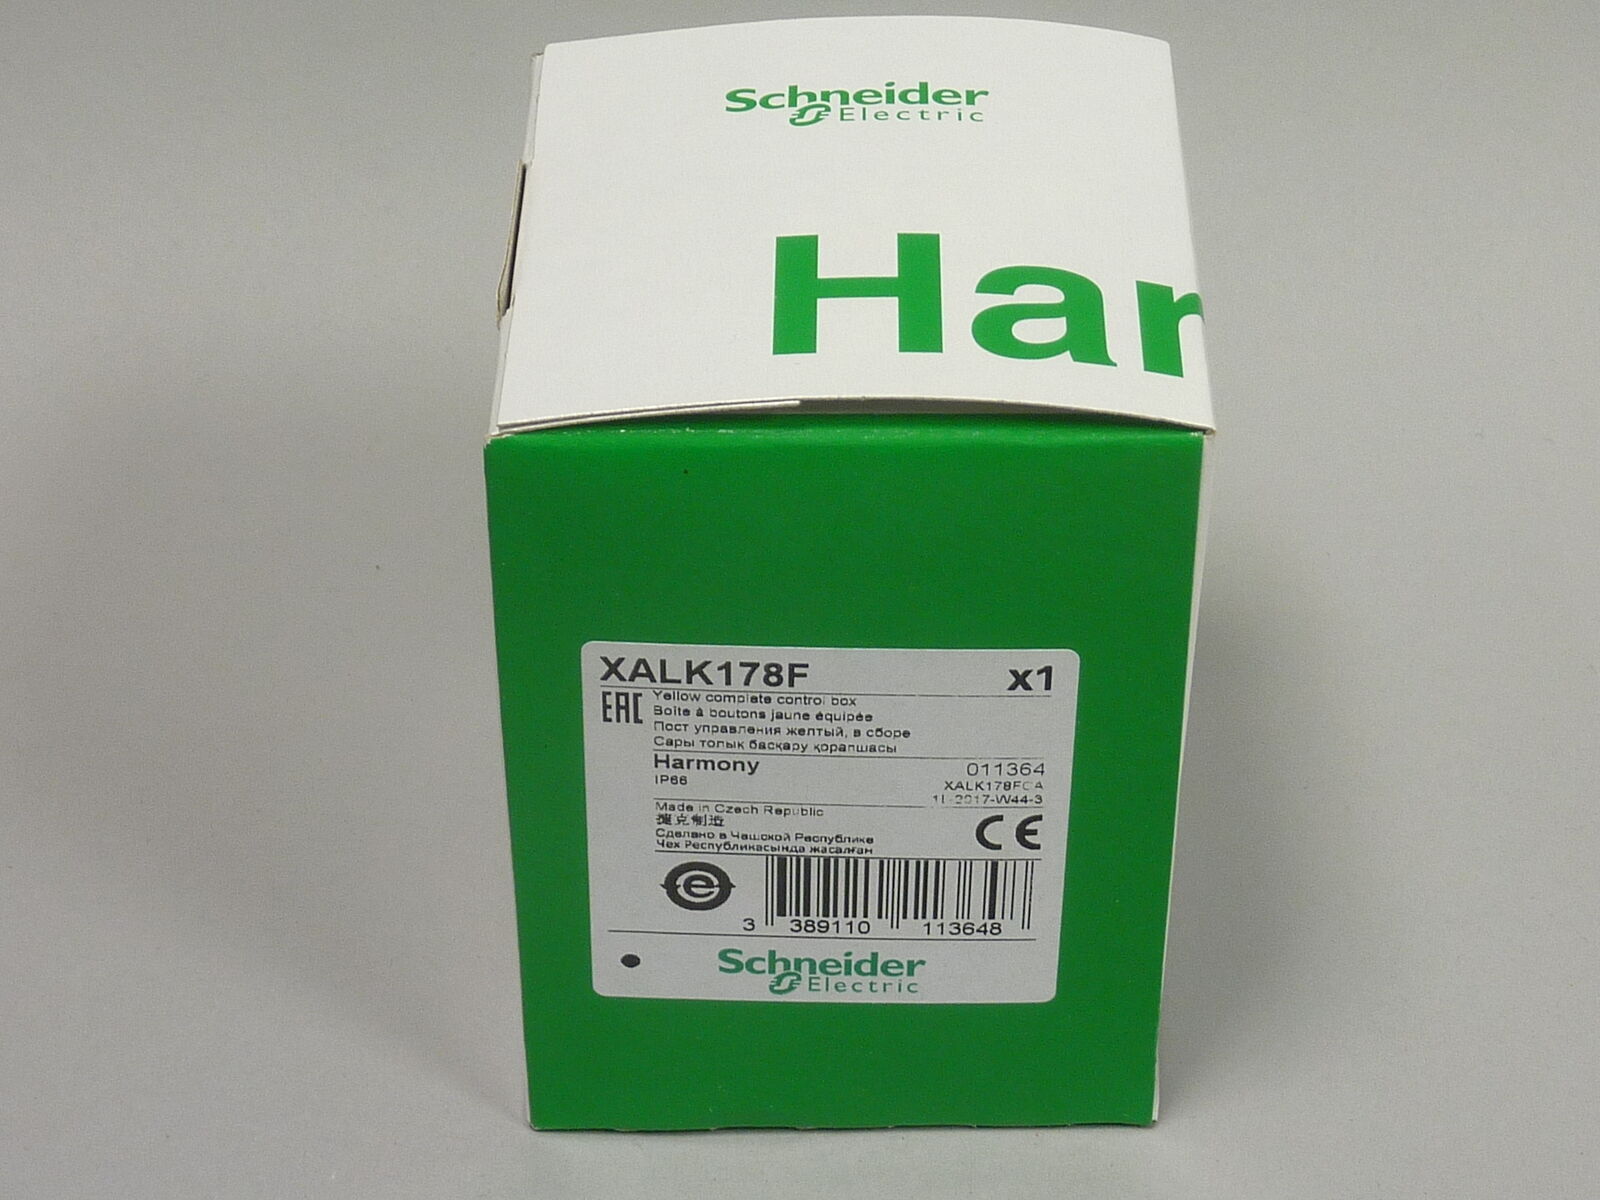 Schneider
Electric
Har
XALK178F x1
EAC
Yellow complete control box
Boîte à boutons jaune équipée
Пост управления желтый, в сборе
Сары толық басқару қорапшасы
Harmony 011364
IP66 XALK178FCA
1L-2017-W44-3
Made in Czech Republic
捷克制造
Сделано в Чешской Республике
Чех Республикасында жасалған
CE
e
3 389110 113648
Schneider
Electric